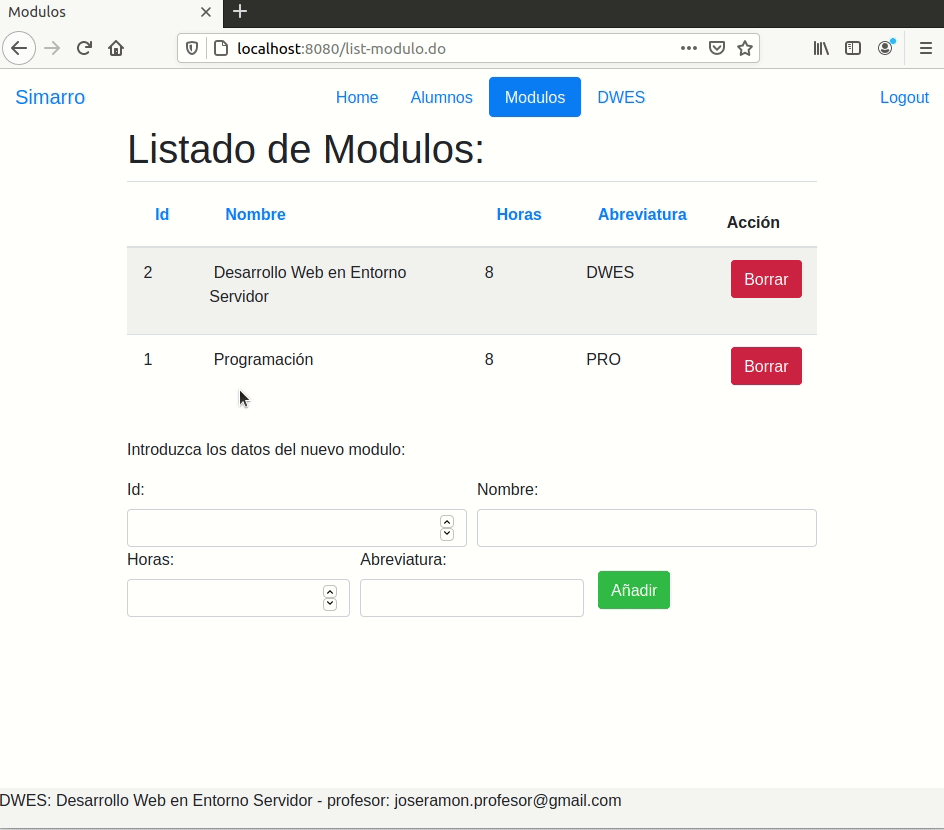 Modulos
localhost:8080/list-modulo.do
Simarro Home Alumnos Modulos DWES Logout
Listado de Modulos:
Id Nombre Horas Abreviatura Acción
2 Desarrollo Web en Entorno 8 DWES Borrar
Servidor
1 Programación 8 PRO Borrar
Introduzca los datos del nuevo modulo:
Id: Nombre:
Horas: Abreviatura:
Añadir
DWES: Desarrollo Web en Entorno Servidor - profesor: joseramon.profesor@gmail.com